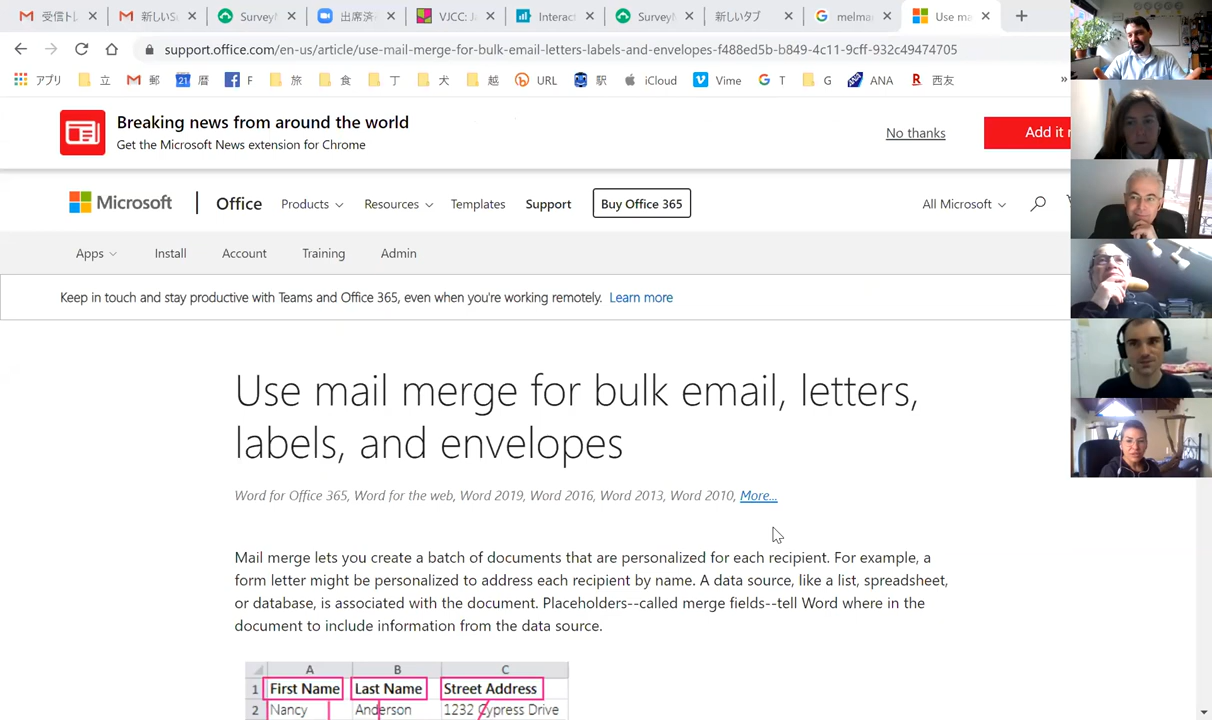 受信トレ
新しいS
Survey
出席済
VJCC: Ja
Interac
Survey
新しいタブ
melmar
Use ma
support.office.com/en-us/article/use-mail-merge-for-bulk-email-letters-labels-and-envelopes-f488ed5b-b849-4c11-9cff-932c49474705
アプリ 立 郵 暦 F 旅 食 丁 犬 越 URL 駅 iCloud Vime T G ANA 西友 »
Breaking news from around the world
Get the Microsoft News extension for Chrome
No thanks
Add it
Microsoft | Office Products Resources Templates Support Buy Office 365 All Microsoft
Apps Install Account Training Admin
Keep in touch and stay productive with Teams and Office 365, even when you're working remotely. Learn more
Use mail merge for bulk email, letters,
labels, and envelopes
Word for Office 365, Word for the web, Word 2019, Word 2016, Word 2013, Word 2010, More...
Mail merge lets you create a batch of documents that are personalized for each recipient. For example, a
form letter might be personalized to address each recipient by name. A data source, like a list, spreadsheet,
or database, is associated with the document. Placeholders--called merge fields--tell Word where in the
document to include information from the data source.
A B C
1 First Name Last Name Street Address
2 Nancy Anderson 1232 Cypress Drive